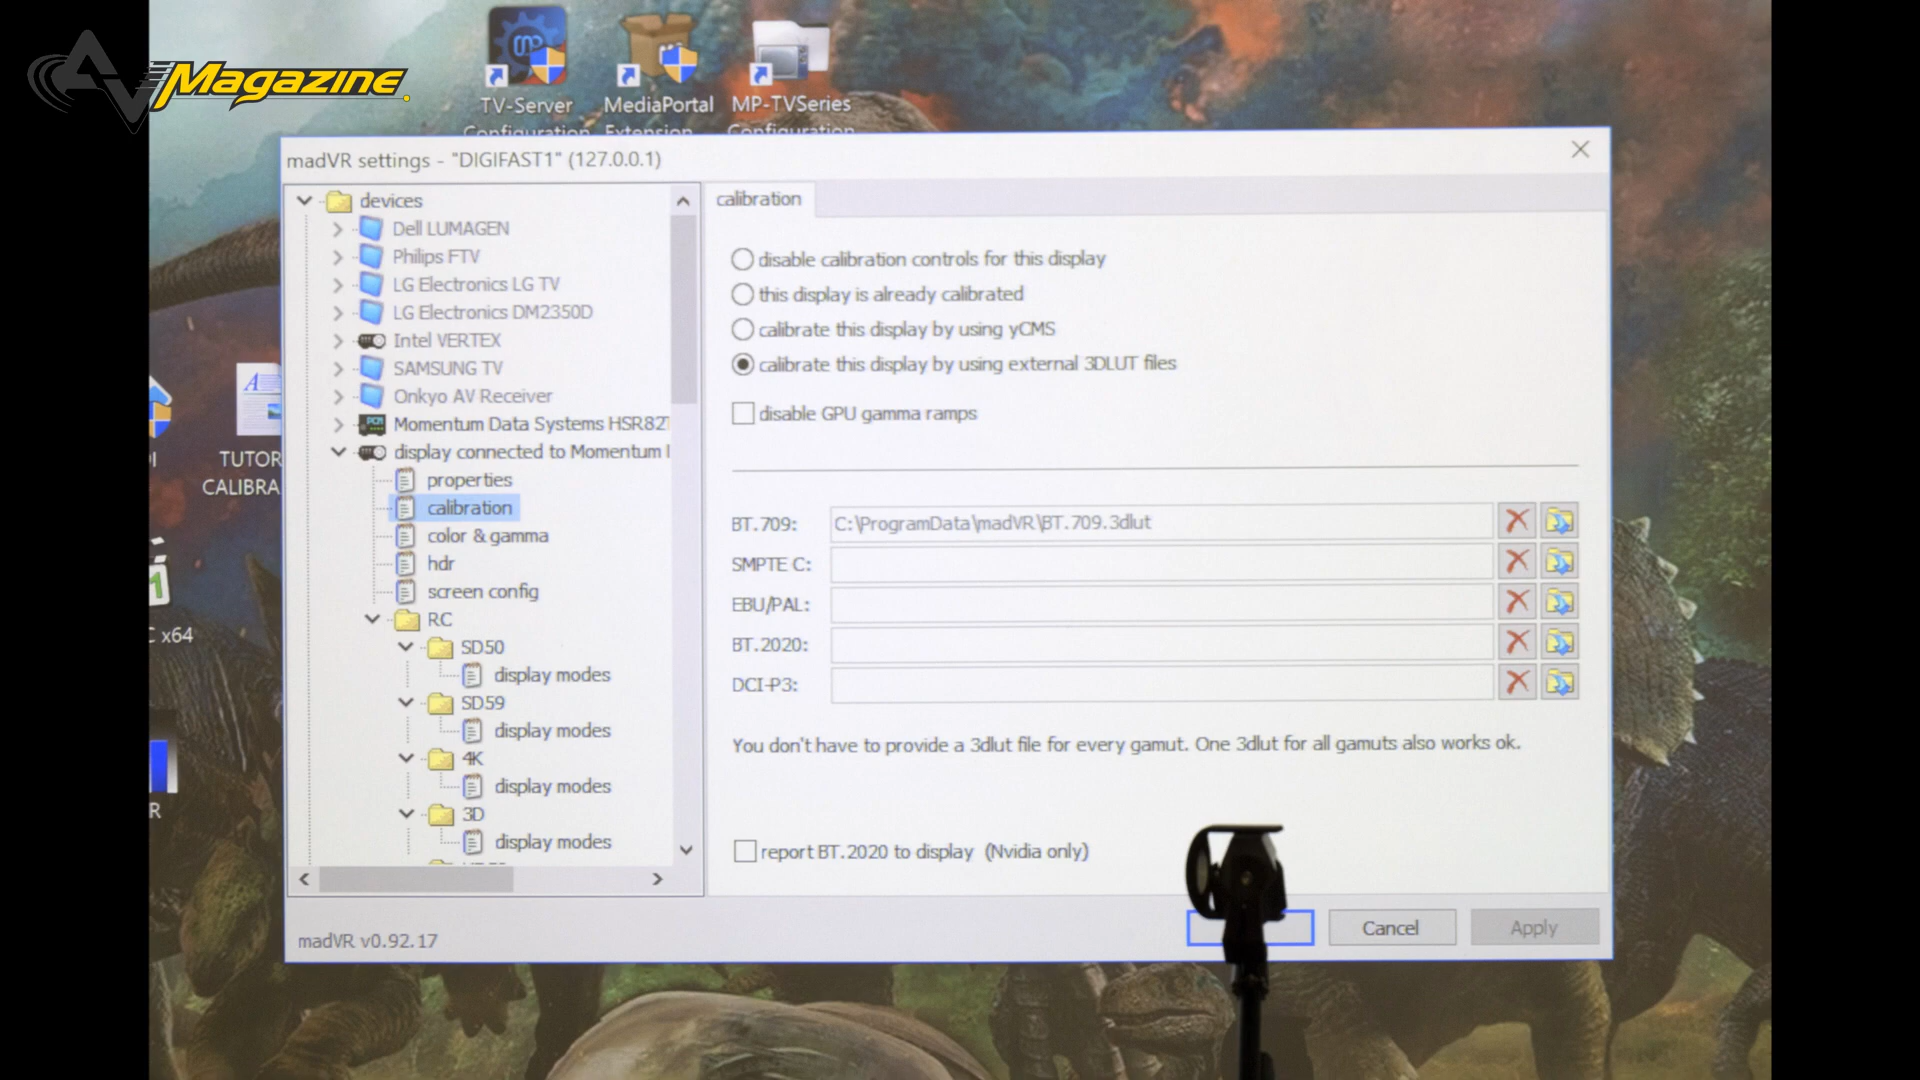 AV Magazine.
TV-Server
Configuration
MediaPortal
Extension
MP-TVSeries
Configuration
madVR settings - "DIGIFAST1" (127.0.0.1)
devices
Dell LUMAGEN
Philips FTV
LG Electronics LG TV
LG Electronics DM2350D
Intel VERTEX
SAMSUNG TV
Onkyo AV Receiver
Momentum Data Systems HSR82
display connected to Momentum
properties
calibration
color & gamma
hdr
screen config
RC
SD50
display modes
SD59
display modes
4K
display modes
3D
display modes
madVR v0.92.17
calibration
disable calibration controls for this display
this display is already calibrated
calibrate this display by using yCMS
calibrate this display by using external 3DLUT files
disable GPU gamma ramps
BT.709: C:\ProgramData\madVR\BT.709.3dlut
SMPTE C:
EBU/PAL:
BT.2020:
DCI-P3:
You don't have to provide a 3dlut file for every gamut. One 3dlut for all gamuts also works ok.
report BT.2020 to display (Nvidia only)
Cancel
Apply
TUTOR
CALIBRA
C x64
R